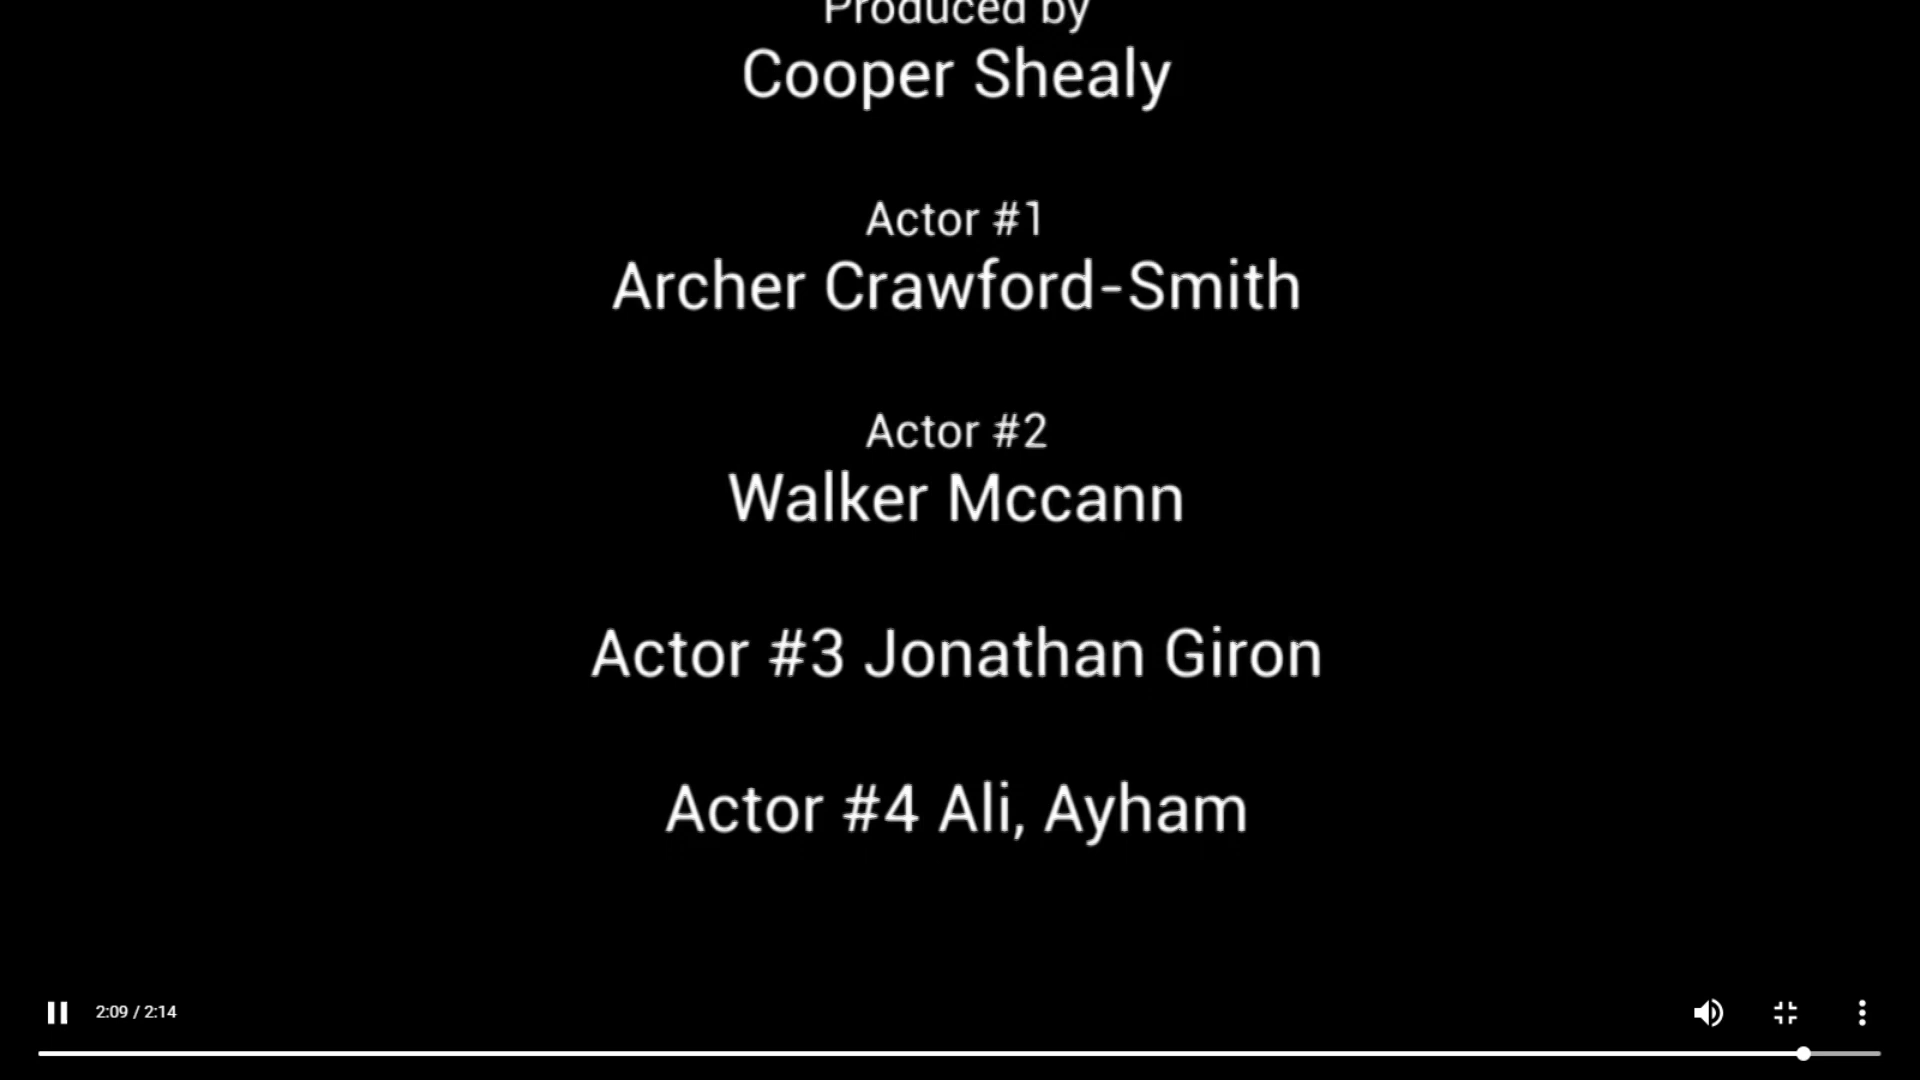 Produced by
Cooper Shealy
Actor #1
Archer Crawford-Smith
Actor #2
Walker Mccann
Actor #3 Jonathan Giron
Actor #4 Ali, Ayham
2:09 / 2:14